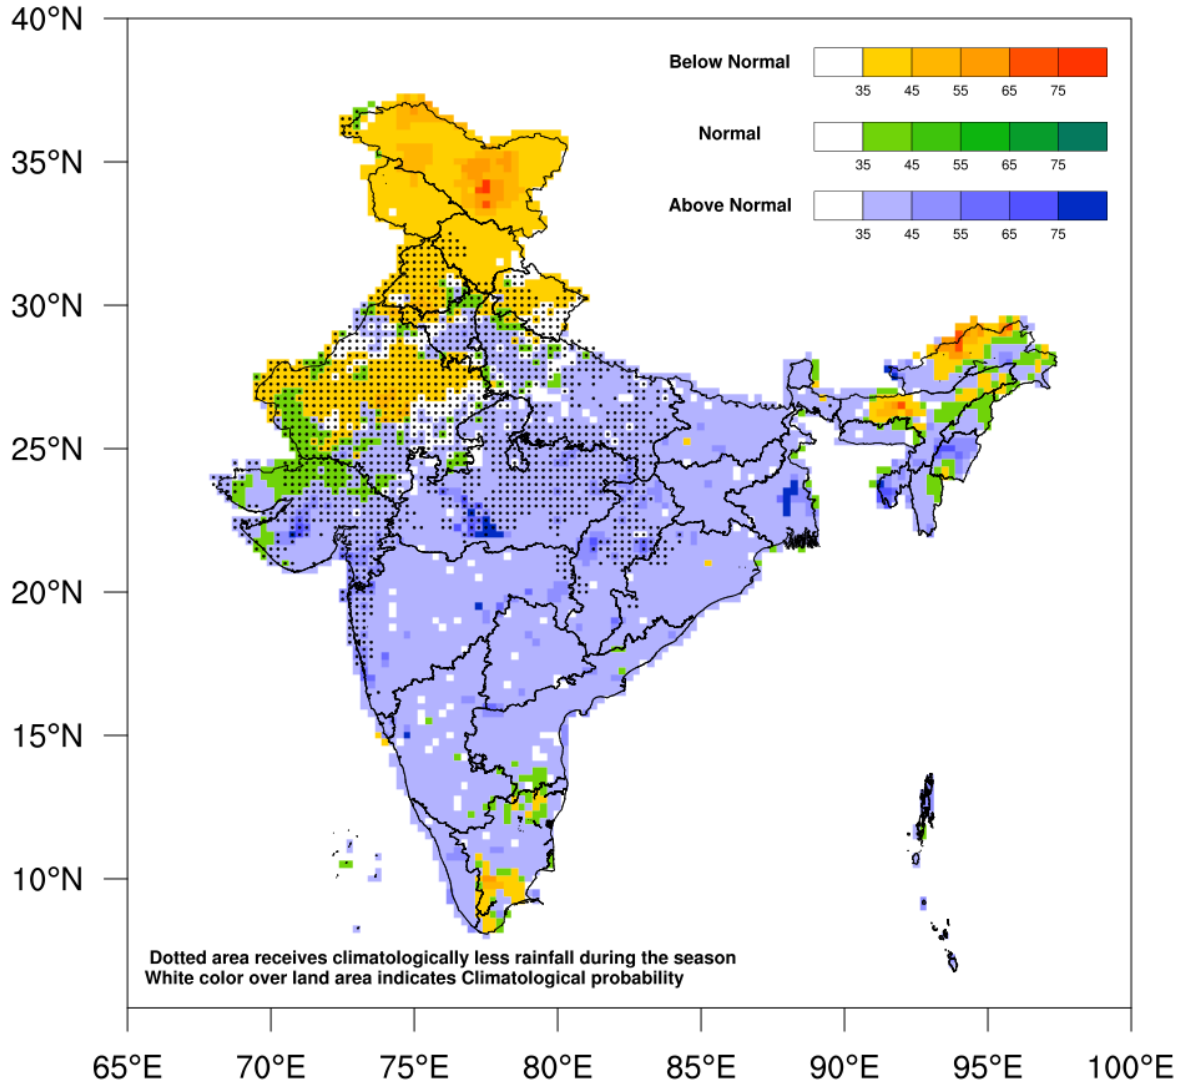 40°N
Below Normal
35 45 55 65 75
Normal
35 45 55 65 75
35°N
Above Normal
35 45 55 65 75
30°N
25°N
20°N
15°N
10°N
Dotted area receives climatologically less rainfall during the season
White color over land area indicates Climatological probability
65°E 70°E 75°E 80°E 85°E 90°E 95°E 100°E